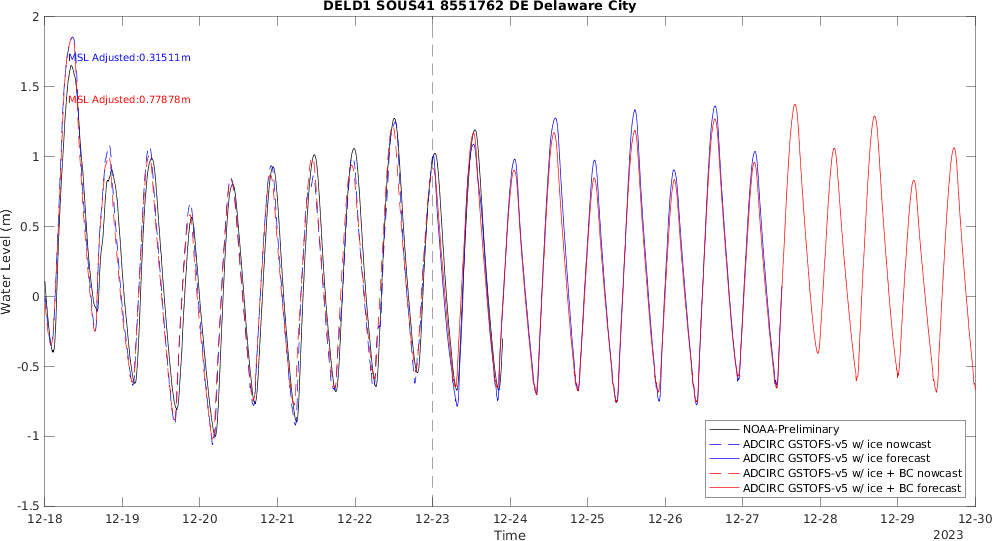 DELD1 SOUS41 8551762 DE Delaware City
2
1.5
1
0.5
0
-0.5
-1
-1.5
Water Level (m)
MSL Adjusted:0.31511m
MSL Adjusted:0.77878m
NOAA-Preliminary
ADCIRC GSTOFS-v5 w/ ice nowcast
ADCIRC GSTOFS-v5 w/ ice forecast
ADCIRC GSTOFS-v5 w/ ice + BC nowcast
ADCIRC GSTOFS-v5 w/ ice + BC forecast
12-18 12-19 12-20 12-21 12-22 12-23 12-24 12-25 12-26 12-27 12-28 12-29 12-30
Time
2023